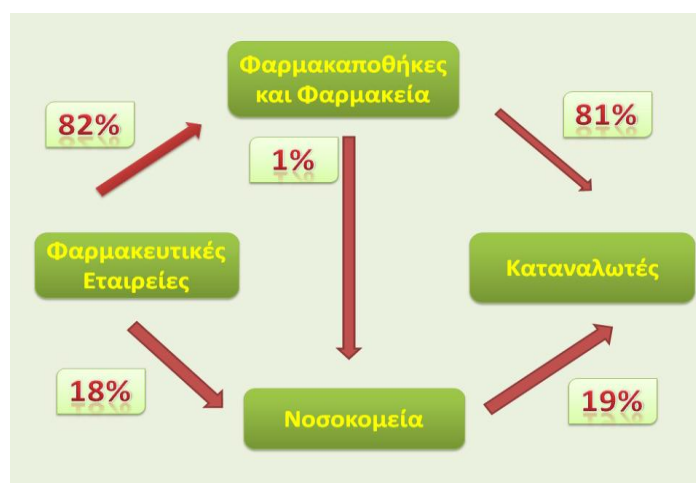 Φαρμακαποθήκες
και Φαρμακεία
82%
81%
1%
Φαρμακευτικές
Εταιρείες
Καταναλωτές
18%
19%
Νοσοκομεία